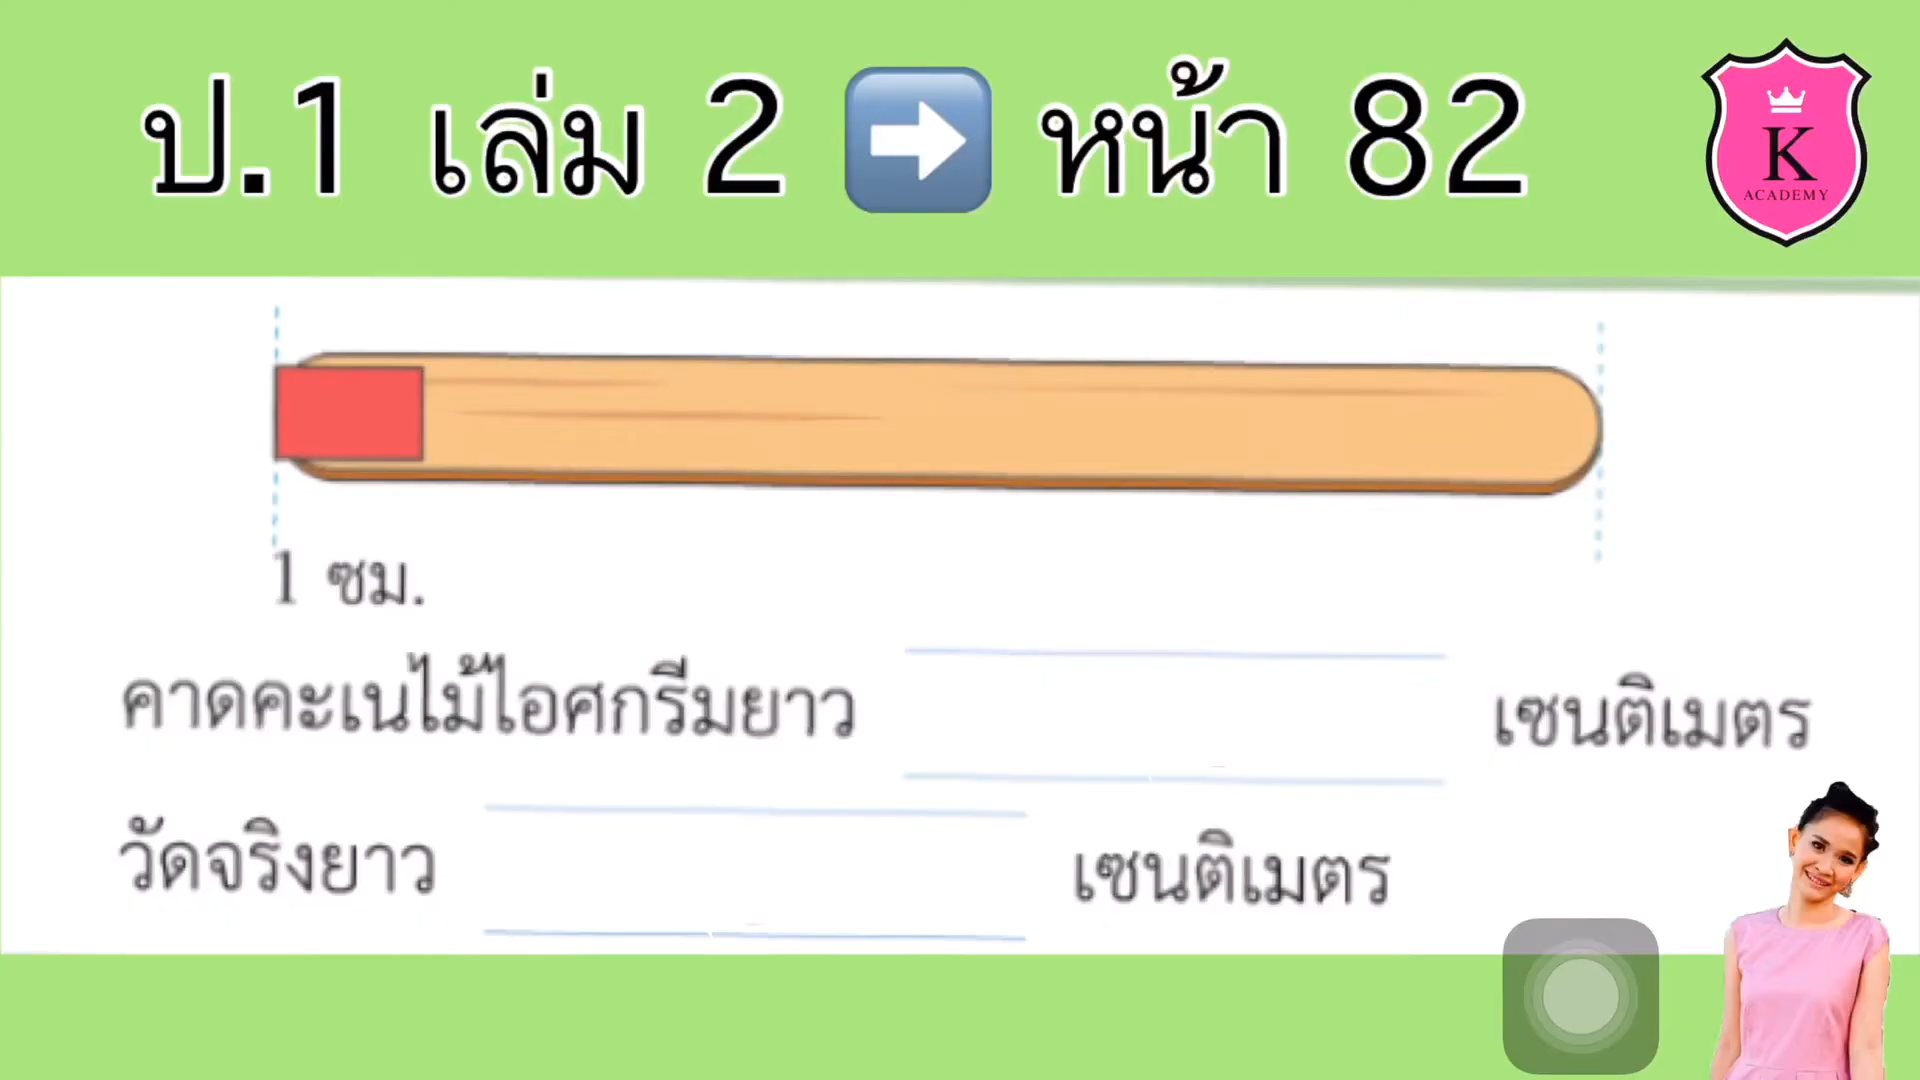 ป.1 เล่ม 2 ➡ หน้า 82
K
ACADEMY
1 ซม.
คาดคะเนไม้ไอศกรีมยาว เซนติเมตร
วัดจริงยาว เซนติเมตร